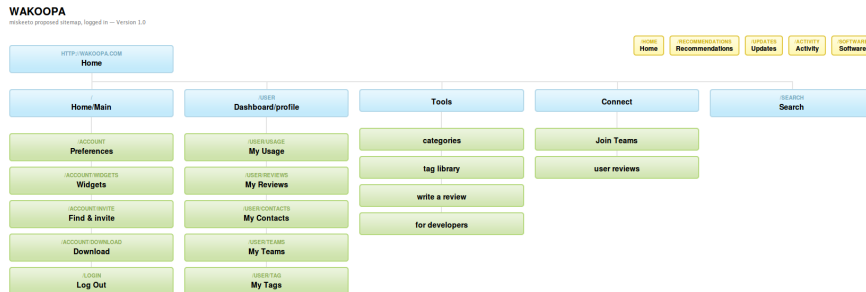 WAKOOPA
miskeeto proposed sitemap, logged in — Version 1.0
/HOME
Home
/RECOMMENDATIONS
Recommendations
/UPDATES
Updates
/ACTIVITY
Activity
/SOFTWARE
Software
HTTP://WAKOOPA.COM
Home
/
Home/Main
/USER
Dashboard/profile
Tools
Connect
/SEARCH
Search
/ACCOUNT
Preferences
/ACCOUNT/WIDGETS
Widgets
/ACCOUNT/INVITE
Find & invite
/ACCOUNT/DOWNLOAD
Download
/LOGIN
Log Out
/USER/USAGE
My Usage
/USER/REVIEWS
My Reviews
/USER/CONTACTS
My Contacts
/USER/TEAMS
My Teams
/USER/TAG
My Tags
categories
tag library
write a review
for developers
Join Teams
user reviews